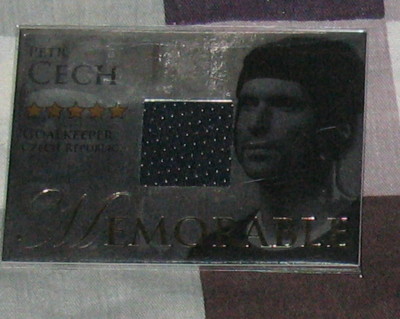 PETR
CECH
GOALKEEPER
CZECH REPUBLIC
MEMORABLE